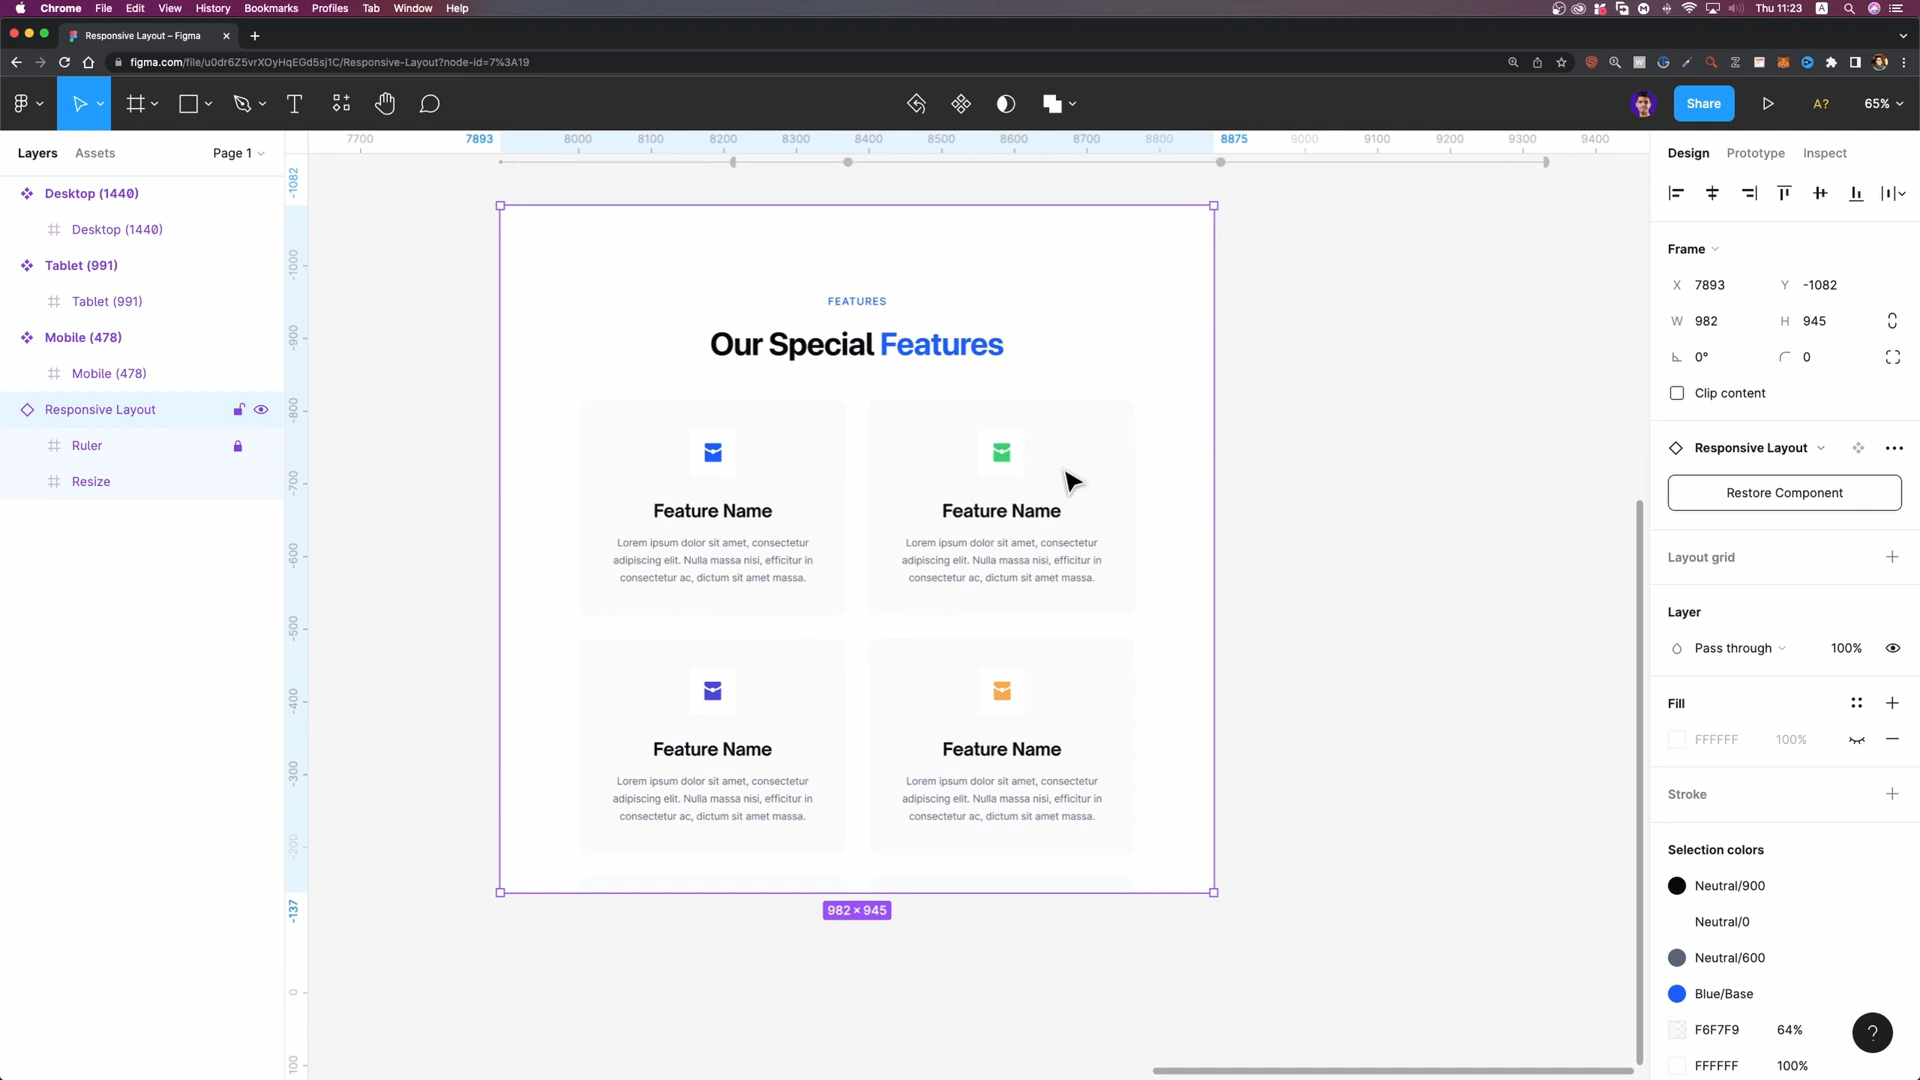 Chrome File Edit View History Bookmarks Profiles Tab Window Help
Thu 11:23 A
Responsive Layout – Figma
figma.com/file/u0dr6Z5vrXOyHqEGd5sj1C/Responsive-Layout?node-id=7%3A19
Share A? 65%
Layers Assets Page 1
Desktop (1440)
Desktop (1440)
Tablet (991)
Tablet (991)
Mobile (478)
Mobile (478)
Responsive Layout
Ruler
Resize
7700 7893 8000 8100 8200 8300 8400 8500 8600 8700 8800 8875 9000 9100 9200 9300 9400
-1082
-1000
-900
-800
-700
-600
-500
-400
-300
-200
-137
0
100
FEATURES
Our Special Features
Feature Name
Lorem ipsum dolor sit amet, consectetur
adipiscing elit. Nulla massa nisi, efficitur in
consectetur ac, dictum sit amet massa.
Feature Name
Lorem ipsum dolor sit amet, consectetur
adipiscing elit. Nulla massa nisi, efficitur in
consectetur ac, dictum sit amet massa.
Feature Name
Lorem ipsum dolor sit amet, consectetur
adipiscing elit. Nulla massa nisi, efficitur in
consectetur ac, dictum sit amet massa.
Feature Name
Lorem ipsum dolor sit amet, consectetur
adipiscing elit. Nulla massa nisi, efficitur in
consectetur ac, dictum sit amet massa.
982 × 945
Design Prototype Inspect
Frame
X 7893 Y -1082
W 982 H 945
0° 0
Clip content
Responsive Layout
Restore Component
Layout grid
Layer
Pass through 100%
Fill
FFFFFF 100%
Stroke
Selection colors
Neutral/900
Neutral/0
Neutral/600
Blue/Base
F6F7F9 64%
FFFFFF 100%
?